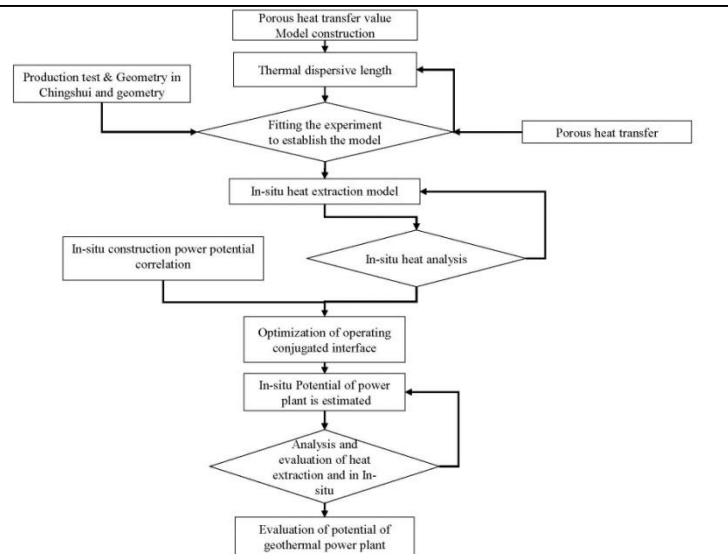 Porous heat transfer value
Model construction
Thermal dispersive length
Production test & Geometry in
Chingshui and geometry
Fitting the experiment
to establish the model
Porous heat transfer
In-situ heat extraction model
In-situ construction power potential
correlation
In-situ heat analysis
Optimization of operating
conjugated interface
In-situ Potential of power
plant is estimated
Analysis and
evaluation of heat
extraction and in In-
situ
Evaluation of potential of
geothermal power plant